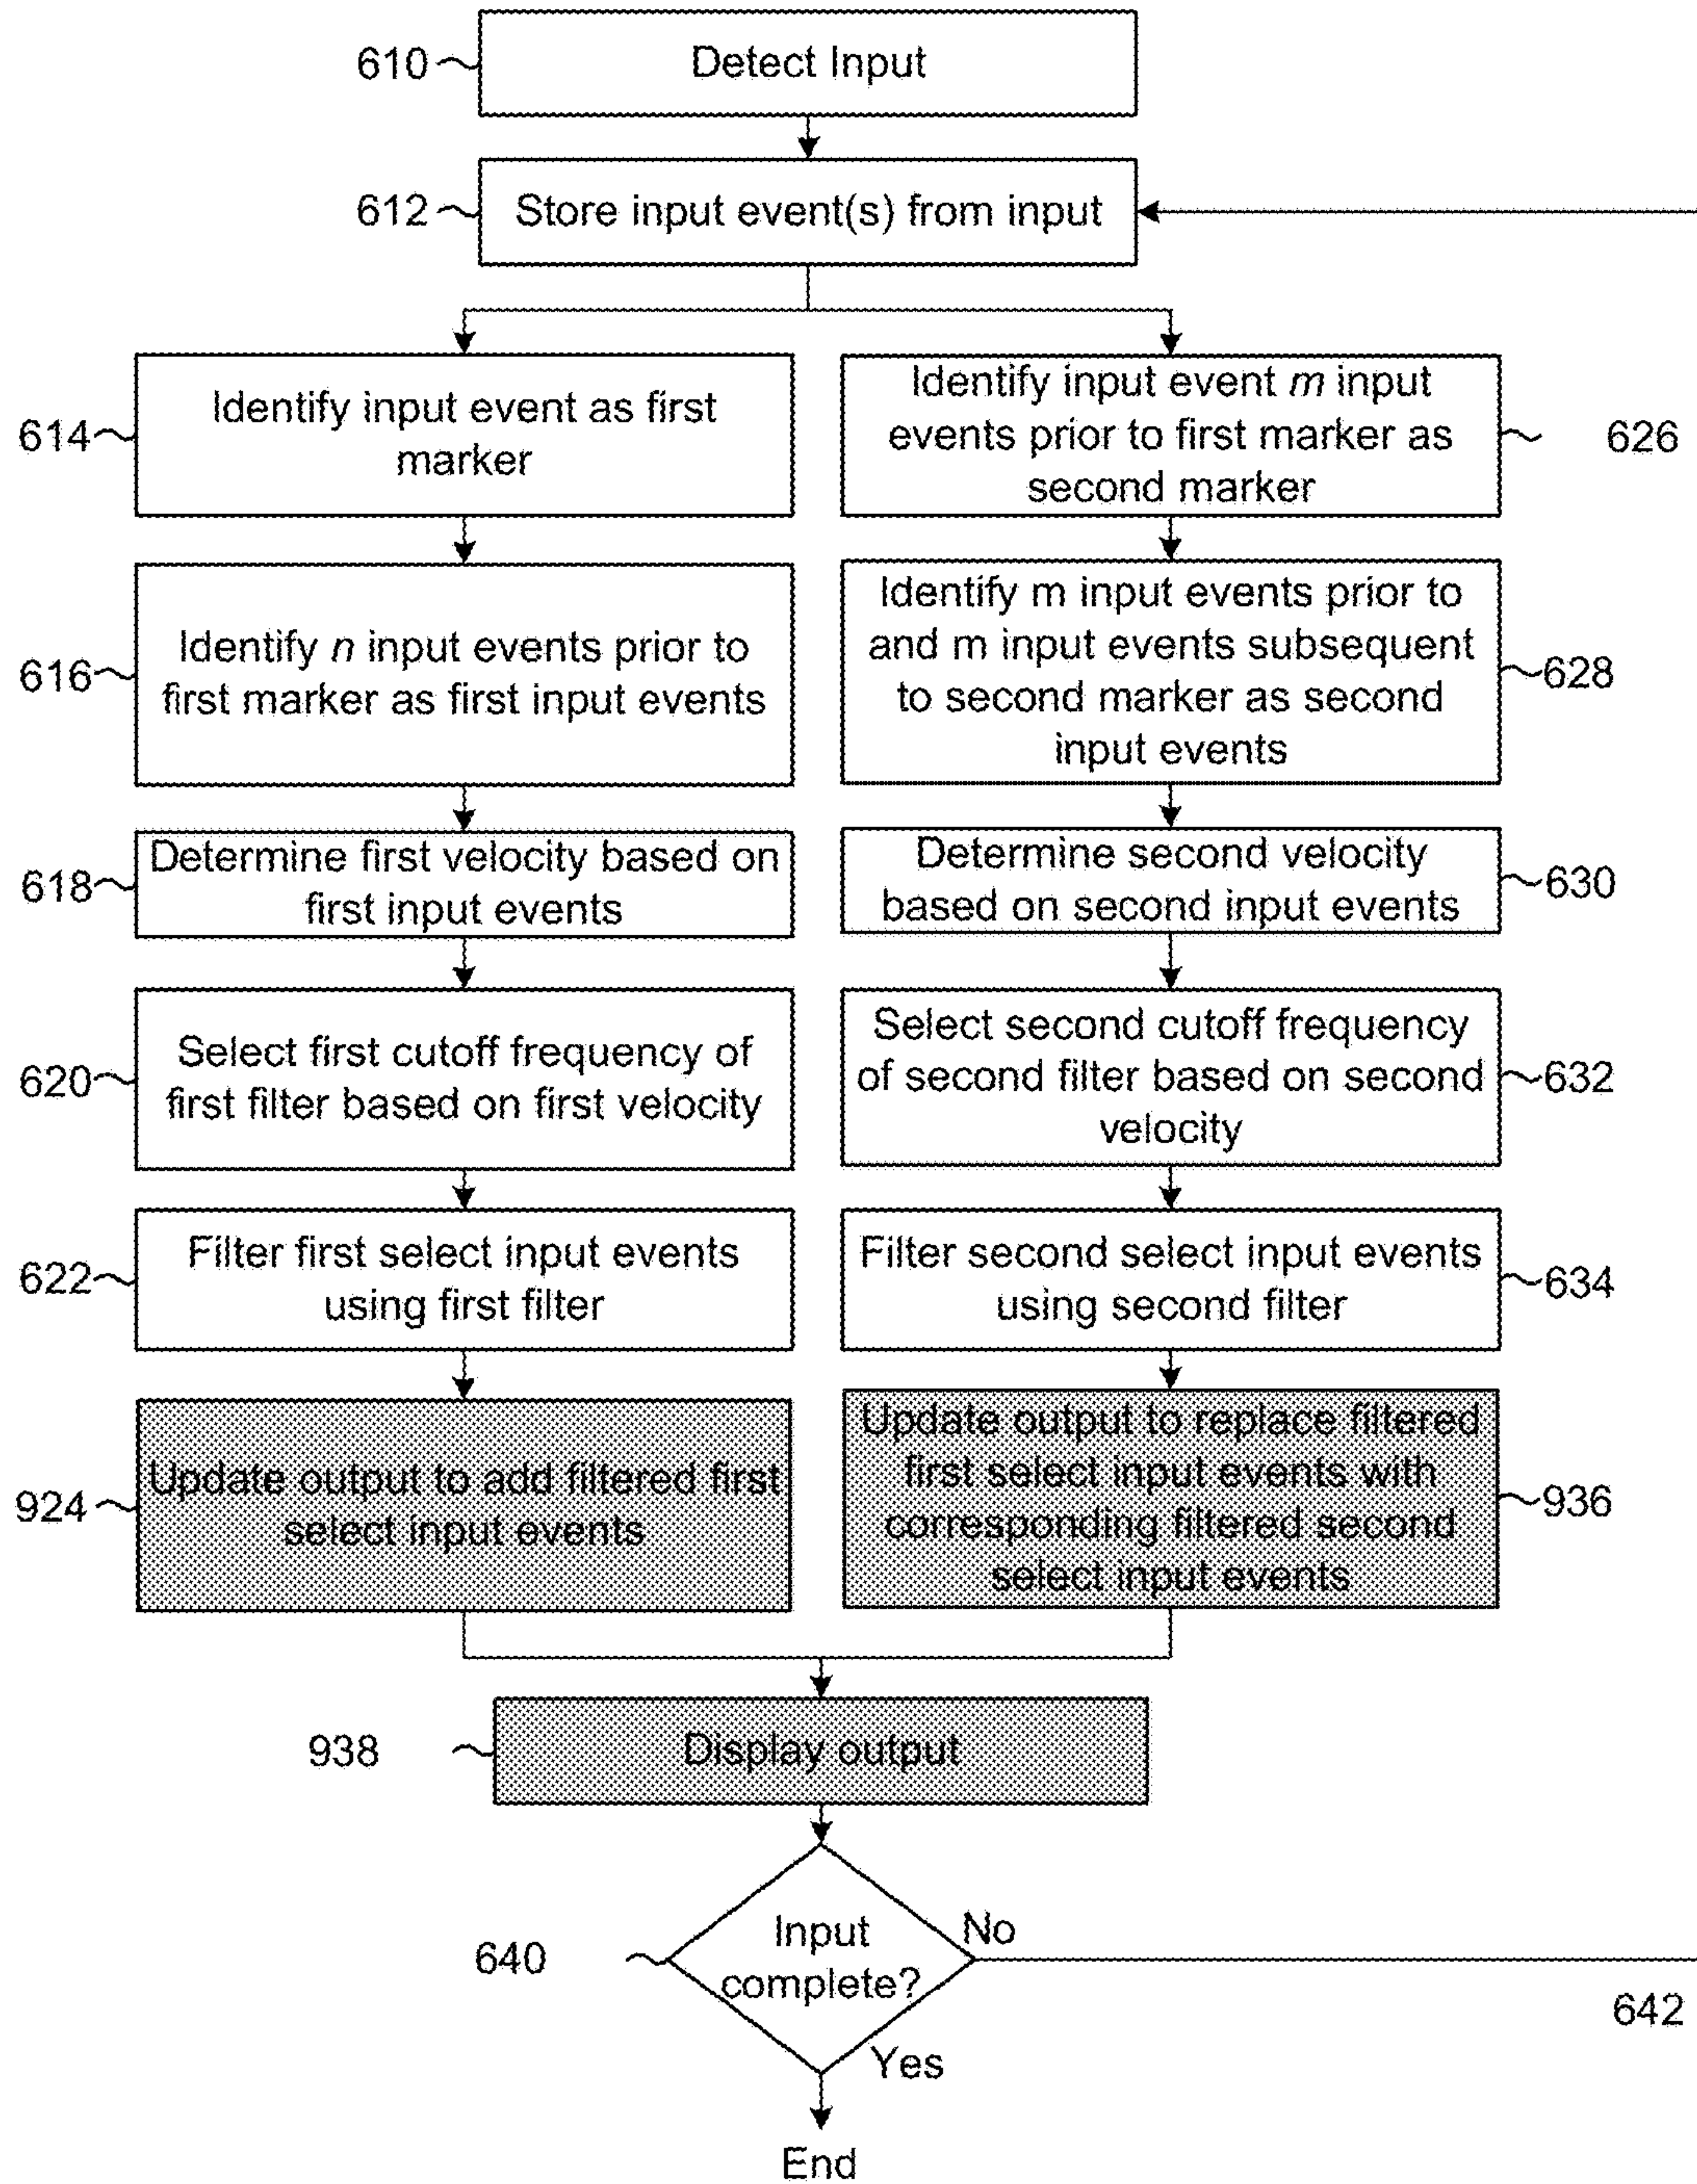 610
Detect Input
612
Store input event(s) from input
614
Identify input event as first
marker
Identify input event m input
events prior to first marker as
second marker
626
616
Identify n input events prior to
first marker as first input events
Identify m input events prior to
and m input events subsequent
to second marker as second
input events
628
618
Determine first velocity based on
first input events
Determine second velocity
based on second input events
630
620
Select first cutoff frequency of
first filter based on first velocity
Select second cutoff frequency
of second filter based on second
velocity
632
622
Filter first select input events
using first filter
Filter second select input events
using second filter
634
924
Update output to add filtered first
select input events
Update output to replace filtered
first select input events with
corresponding filtered second
select input events
936
938
Display output
640
Input
complete?
No
642
Yes
End